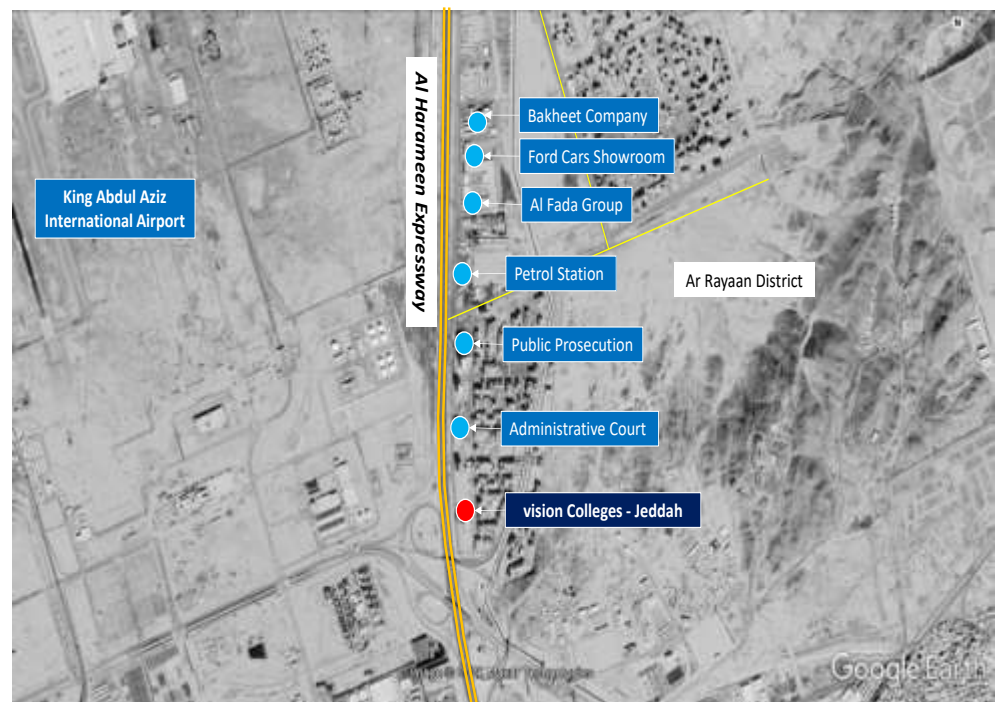 N
Al Harameen Expressway
Bakheet Company
Ford Cars Showroom
King Abdul Aziz
International Airport
Al Fada Group
Petrol Station
Ar Rayaan District
Public Prosecution
Administrative Court
vision Colleges - Jeddah
Google Earth